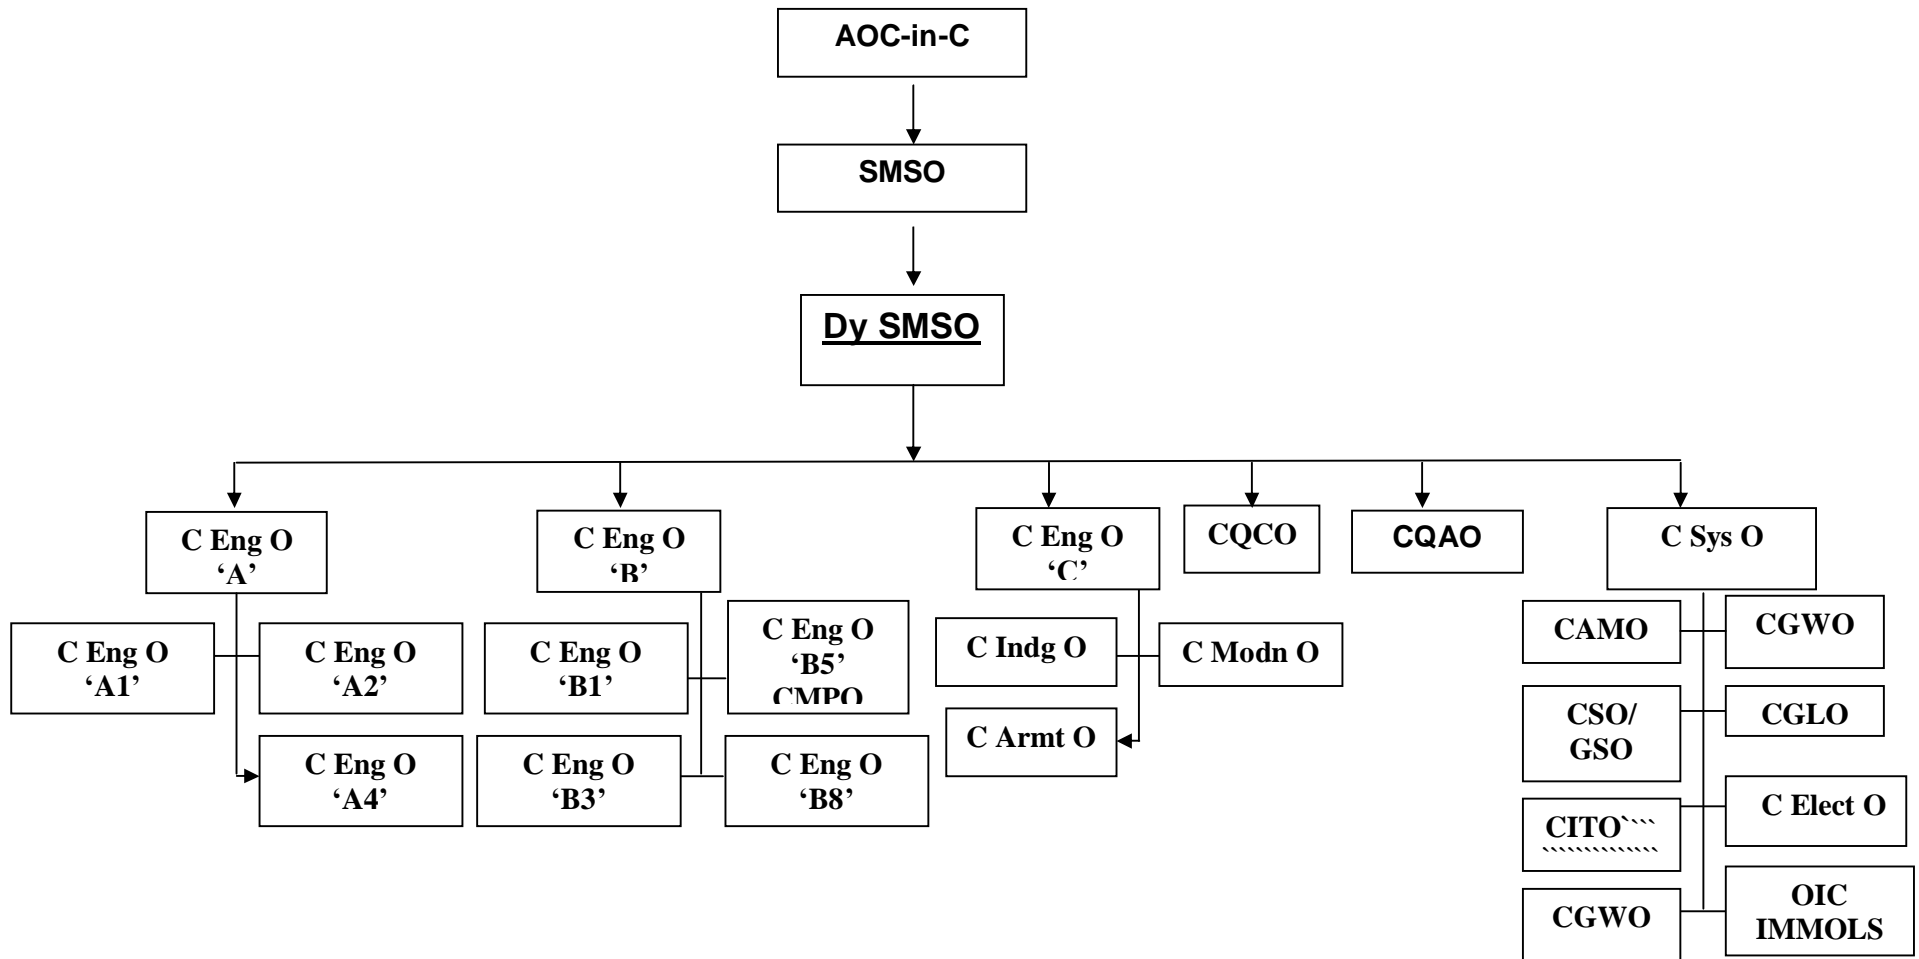 AOC-in-C
SMSO
Dy SMSO
C Eng O
‘A’
C Eng O
‘B’
C Eng O
‘C’
CQCO
CQAO
C Sys O
C Eng O
‘A1’
C Eng O
‘A2’
C Eng O
‘A4’
C Eng O
‘B1’
C Eng O
‘B5’
CMPO
C Eng O
‘B3’
C Eng O
‘B8’
C Indg O
C Modn O
C Armt O
CAMO
CGWO
CSO/
GSO
CGLO
CITO````
``````````````
C Elect O
CGWO
OIC
IMMOLS